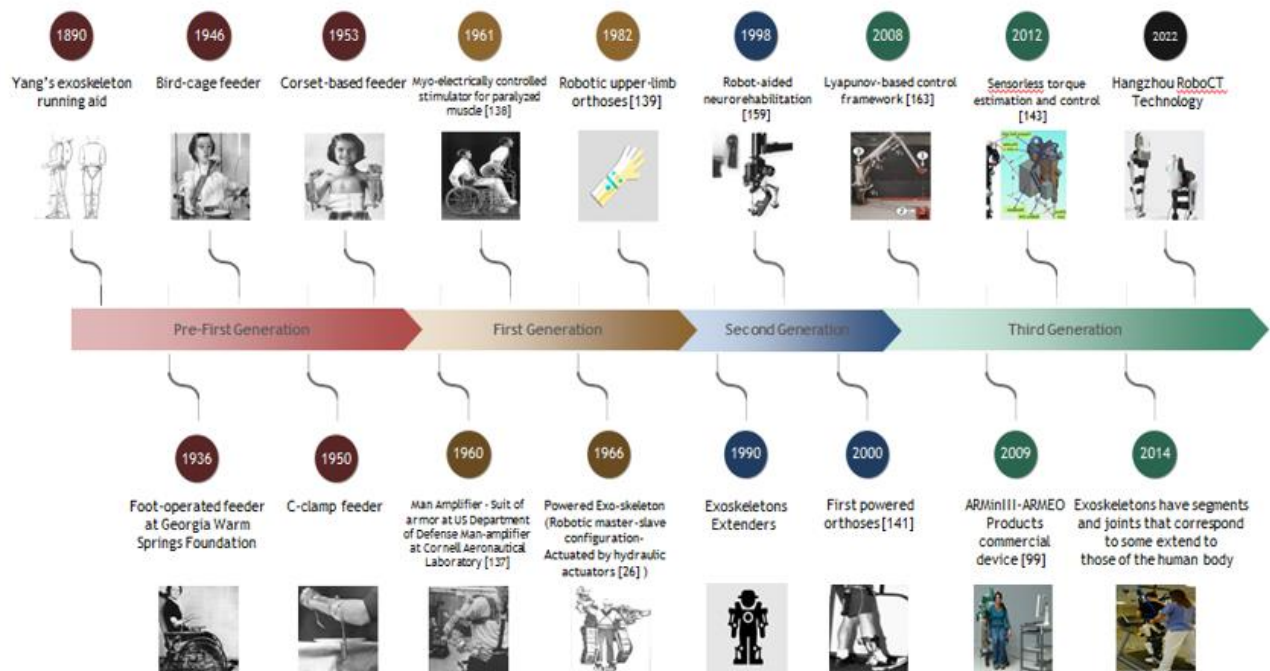 1890
Yang's exoskeleton
running aid
1946
Bird-cage feeder
1953
Corset-based feeder
1961
Myo-electrically controlled
stimulator for paralyzed
muscle [138]
1982
Robotic upper-limb
orthoses [139]
1998
Robot-aided
neurorehabilitation
[159]
2008
Lyapunov-based control
framework [163]
2012
Sensorless torque
estimation and control
[143]
2022
Hangzhou RoboCT
Technology
Pre-First Generation
First Generation
Second Generation
Third Generation
1936
Foot-operated feeder
at Georgia Warm
Springs Foundation
1950
C-clamp feeder
1960
Man Amplifier - Suit of
armor at US Department
of Defense Man-amplifier
at Cornell Aeronautical
Laboratory [137]
1966
Powered Exo-skeleton
(Robotic master-slave
configuration-
Actuated by hydraulic
actuators [26] )
1990
Exoskeletons
Extenders
2000
First powered
orthoses [141]
2009
ARMinIII-ARMEO
Products
commercial
device [99]
2014
Exoskeletons have segments
and joints that correspond
to some extend to
those of the human body